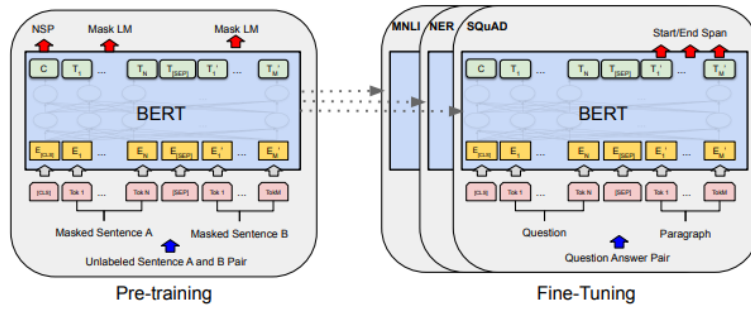 NSP Mask LM Mask LM
C T1 ... TN T[SEP] T1' ... TM'
BERT
E[CLS] E1 ... EN E[SEP] E1' ... EM'
[CLS] Tok 1 ... Tok N [SEP] Tok 1 ... TokM
Masked Sentence A Masked Sentence B
Unlabeled Sentence A and B Pair
Pre-training
MNLI NER SQuAD
Start/End Span
C T1 ... TN T[SEP] T1' ... TM'
BERT
E[CLS] E1 ... EN E[SEP] E1' ... EM'
[CLS] Tok 1 ... Tok N [SEP] Tok 1 ... TokM
Question Paragraph
Question Answer Pair
Fine-Tuning